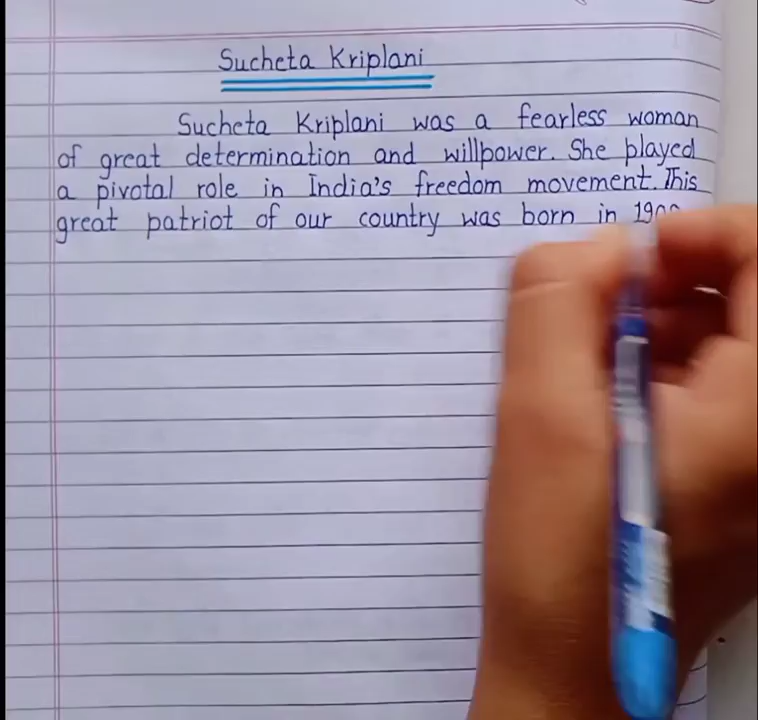 Sucheta Kriplani
Sucheta Kriplani was a fearless woman
of great determination and willpower. She played
a pivotal role in India's freedom movement. This
great patriot of our country was born in